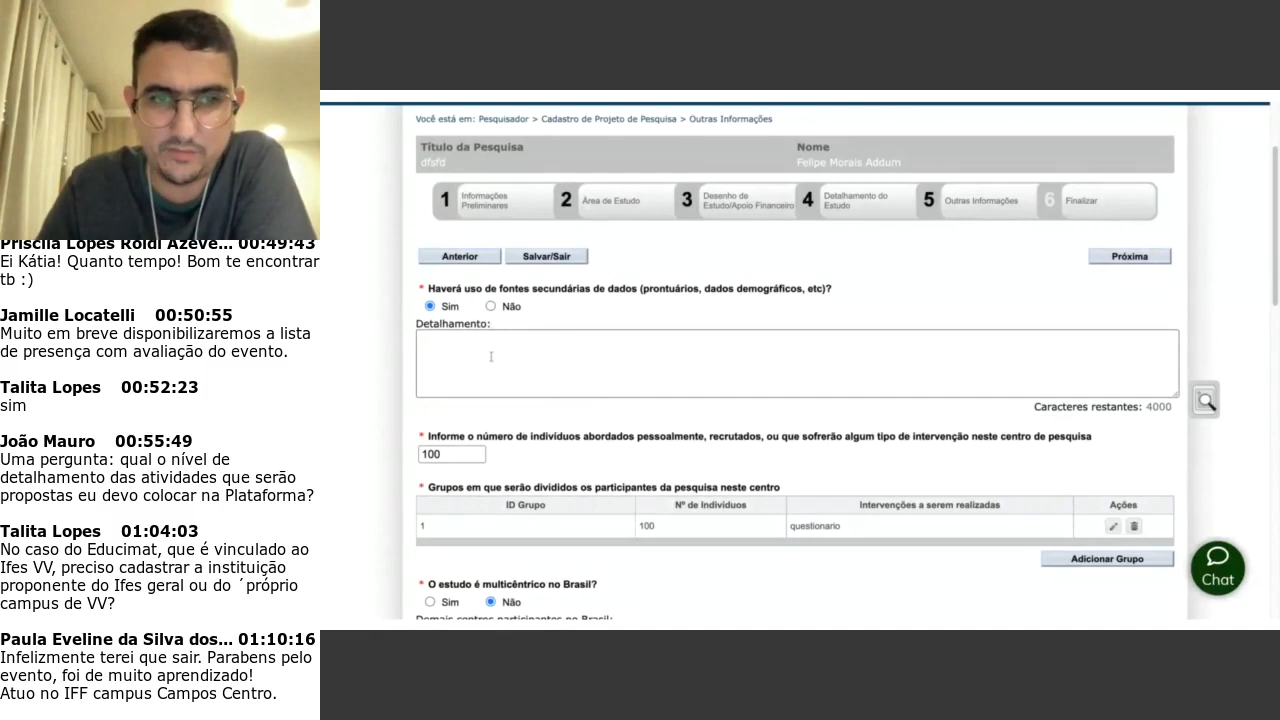 Priscila Lopes Roldi Azeve... 00:49:43
Ei Kátia! Quanto tempo! Bom te encontrar
tb :)
Jamille Locatelli 00:50:55
Muito em breve disponibilizaremos a lista
de presença com avaliação do evento.
Talita Lopes 00:52:23
sim
João Mauro 00:55:49
Uma pergunta: qual o nível de
detalhamento das atividades que serão
propostas eu devo colocar na Plataforma?
Talita Lopes 01:04:03
No caso do Educimat, que é vinculado ao
Ifes VV, preciso cadastrar a instituição
proponente do Ifes geral ou do ´próprio
campus de VV?
Paula Eveline da Silva dos... 01:10:16
Infelizmente terei que sair. Parabens pelo
evento, foi de muito aprendizado!
Atuo no IFF campus Campos Centro.
Você está em: Pesquisador > Cadastro de Projeto de Pesquisa > Outras Informações
Título da Pesquisa Nome
dfsfd Felipe Morais Addum
1 Informações Preliminares 2 Área de Estudo 3 Desenho de Estudo/Apoio Financeiro 4 Detalhamento do Estudo 5 Outras Informações 6 Finalizar
Anterior Salvar/Sair Próxima
* Haverá uso de fontes secundárias de dados (prontuários, dados demográficos, etc)?
Sim Não
Detalhamento:
Caracteres restantes: 4000
* Informe o número de indivíduos abordados pessoalmente, recrutados, ou que sofrerão algum tipo de intervenção neste centro de pesquisa
100
* Grupos em que serão divididos os participantes da pesquisa neste centro
ID Grupo Nº de Indivíduos Intervenções a serem realizadas Ações
1 100 questionario
Adicionar Grupo
* O estudo é multicêntrico no Brasil?
Sim Não
Demais centros participantes no Brasil:
Chat